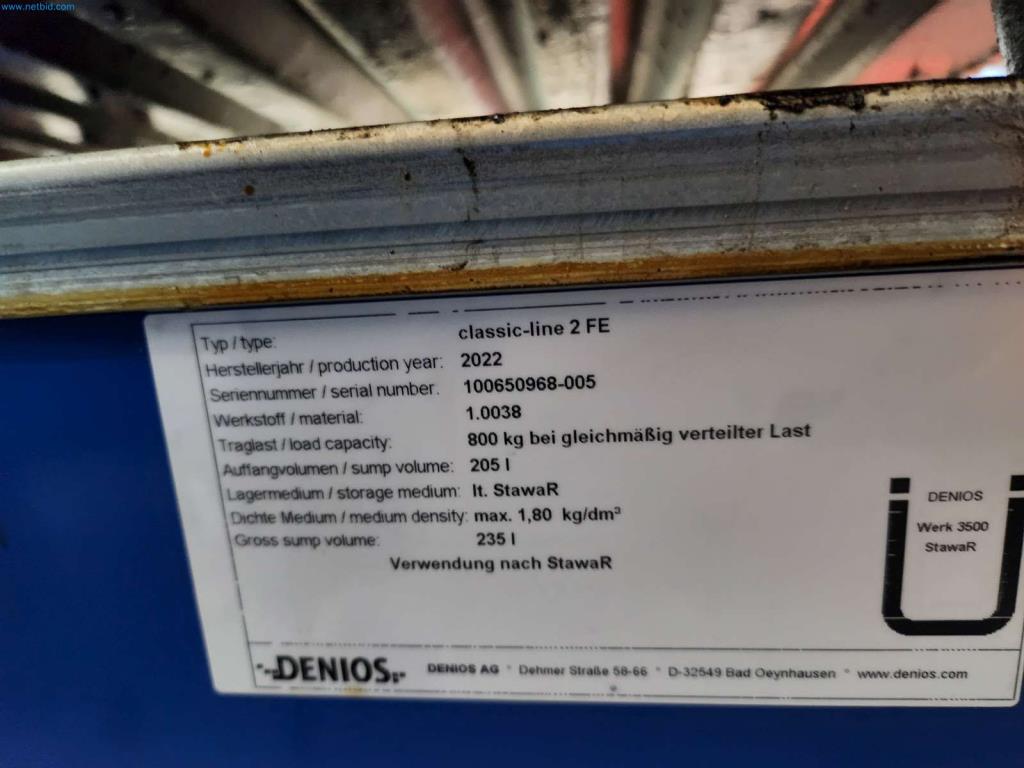 www.netbid.com
Typ / type: classic-line 2 FE
Herstellerjahr / production year: 2022
Seriennummer / serial number: 100650968-005
Werkstoff / material: 1.0038
Traglast / load capacity: 800 kg bei gleichmäßig verteilter Last
Auffangvolumen / sump volume: 205 l
Lagermedium / storage medium: lt. StawaR
Dichte Medium / medium density: max. 1,80 kg/dm³
Gross sump volume: 235 l
Verwendung nach StawaR
Ü
DENIOS
Werk 3500
StawaR
DENIOS
DENIOS AG * Dehmer Straße 58-66 * D-32549 Bad Oeynhausen * www.denios.com